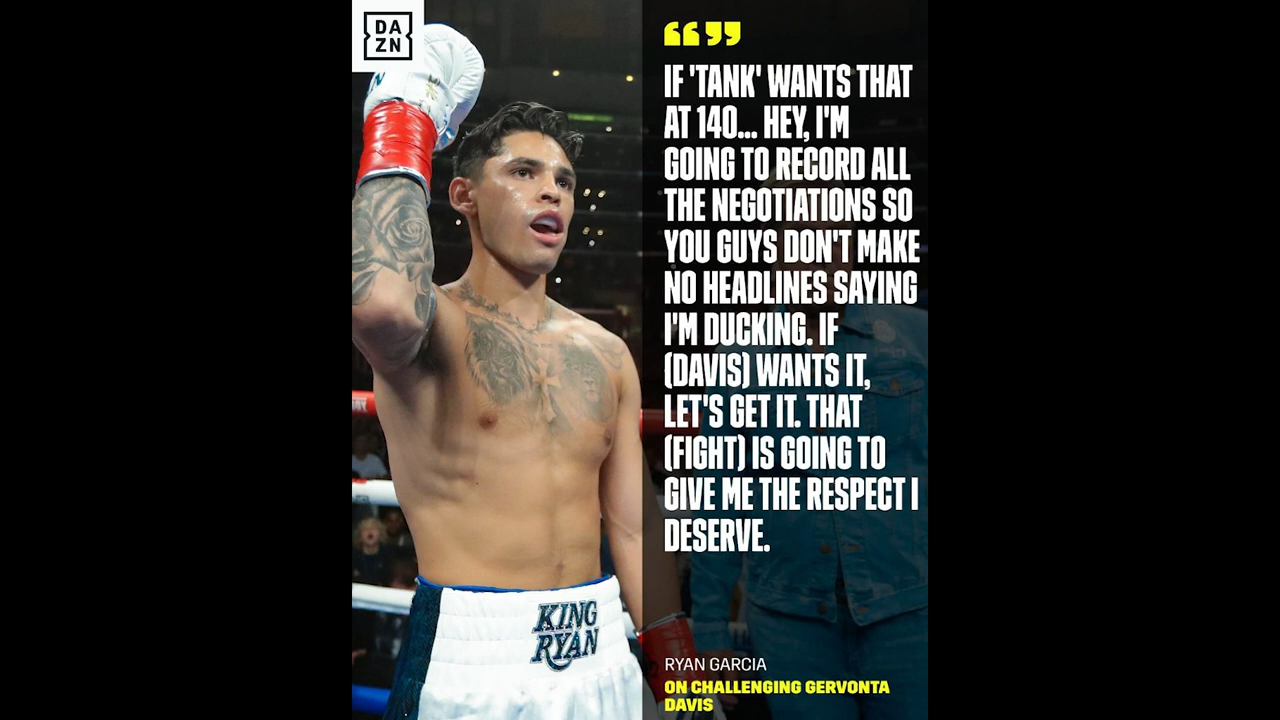 DA
ZN
IF 'TANK' WANTS THAT
AT 140... HEY, I'M
GOING TO RECORD ALL
THE NEGOTIATIONS SO
YOU GUYS DON'T MAKE
NO HEADLINES SAYING
I'M DUCKING. IF
(DAVIS) WANTS IT,
LET'S GET IT. THAT
(FIGHT) IS GOING TO
GIVE ME THE RESPECT I
DESERVE.
KING
RYAN
RYAN GARCIA
ON CHALLENGING GERVONTA
DAVIS